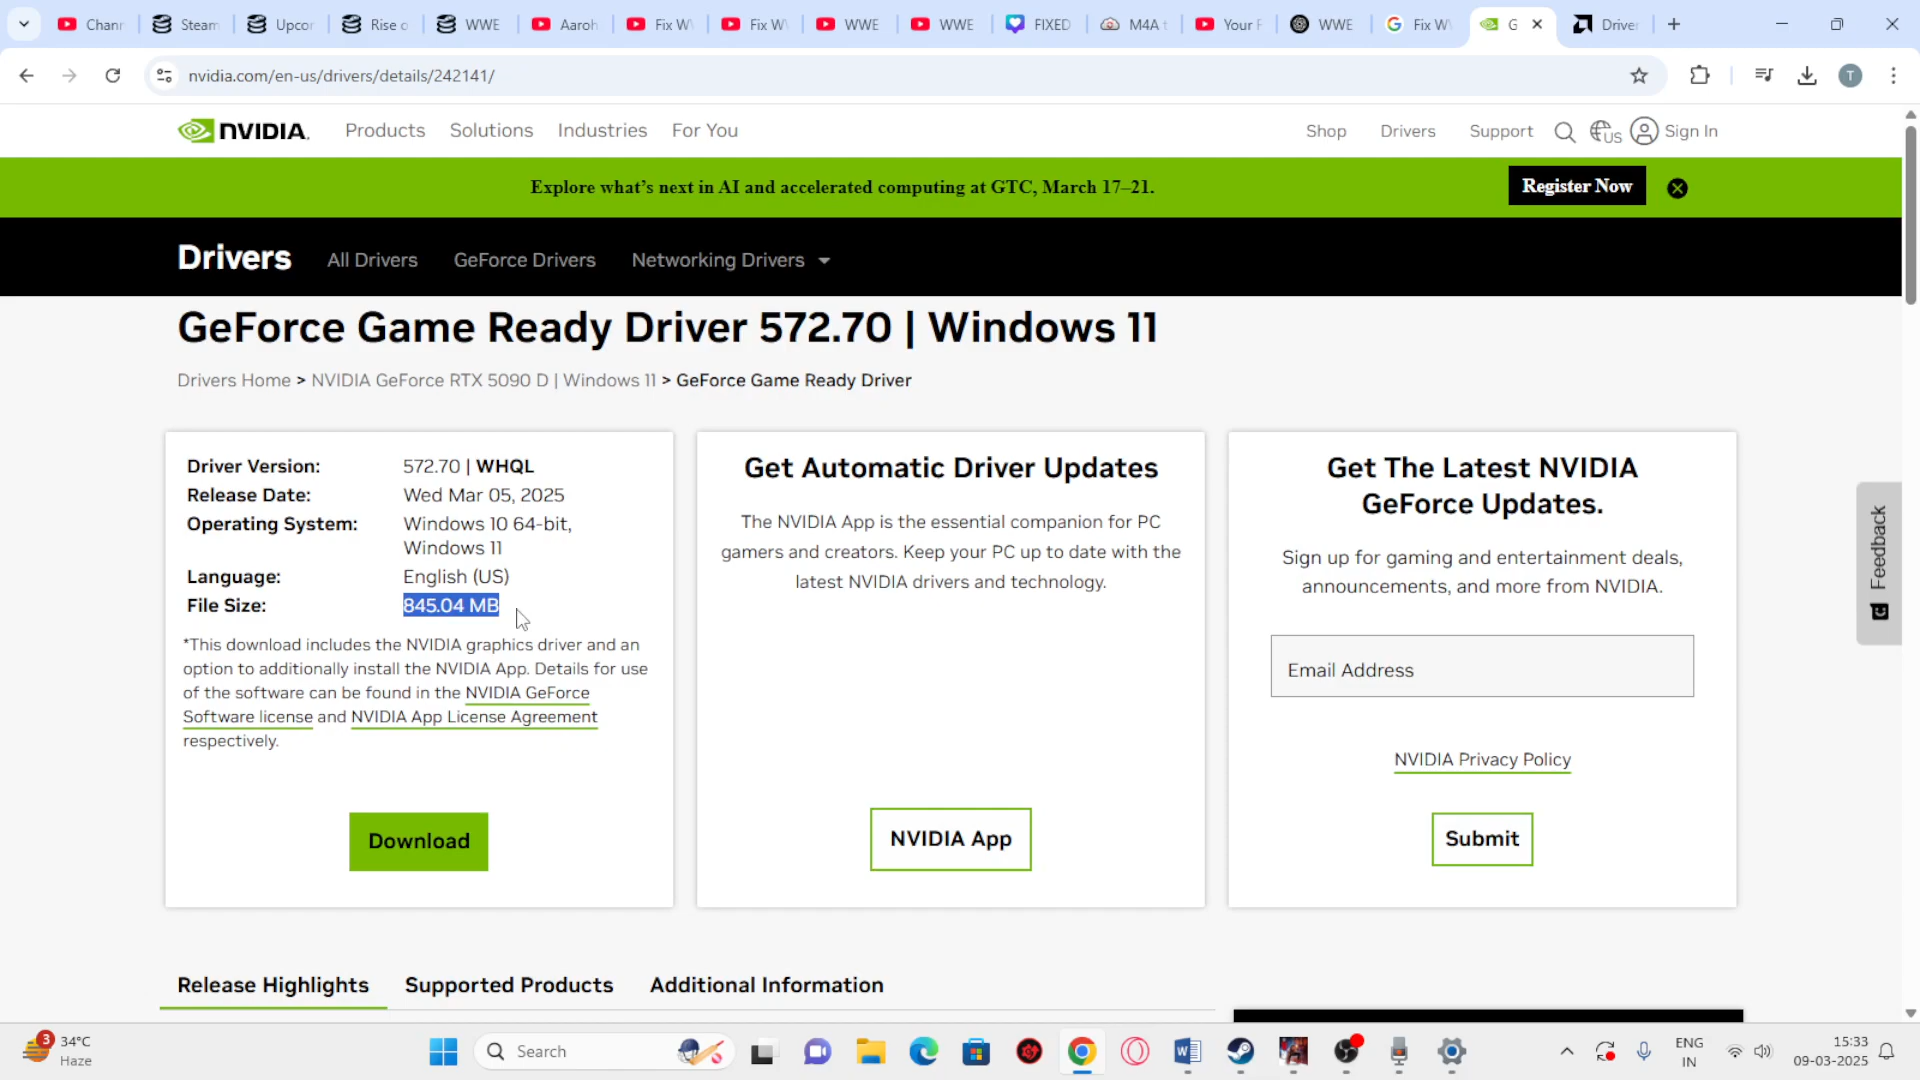 Chann
Steam
Upcor
Rise o
WWE
Aaroh
Fix W
Fix W
WWE
WWE
FIXED
M4A t
Your F
WWE
Fix W
G
Driver
nvidia.com/en-us/drivers/details/242141/
T
NVIDIA.
Products
Solutions
Industries
For You
Shop
Drivers
Support
US
Sign In
Explore what's next in AI and accelerated computing at GTC, March 17–21.
Register Now
Drivers
All Drivers
GeForce Drivers
Networking Drivers
GeForce Game Ready Driver 572.70 | Windows 11
Drivers Home > NVIDIA GeForce RTX 5090 D | Windows 11 > GeForce Game Ready Driver
Driver Version: 572.70 | WHQL
Release Date: Wed Mar 05, 2025
Operating System: Windows 10 64-bit,
Windows 11
Language: English (US)
File Size: 845.04 MB
*This download includes the NVIDIA graphics driver and an
option to additionally install the NVIDIA App. Details for use
of the software can be found in the NVIDIA GeForce
Software license and NVIDIA App License Agreement
respectively.
Download
Get Automatic Driver Updates
The NVIDIA App is the essential companion for PC
gamers and creators. Keep your PC up to date with the
latest NVIDIA drivers and technology.
NVIDIA App
Get The Latest NVIDIA
GeForce Updates.
Sign up for gaming and entertainment deals,
announcements, and more from NVIDIA.
Email Address
NVIDIA Privacy Policy
Submit
Feedback
Release Highlights
Supported Products
Additional Information
3
34°C
Haze
Search
ENG
IN
15:33
09-03-2025